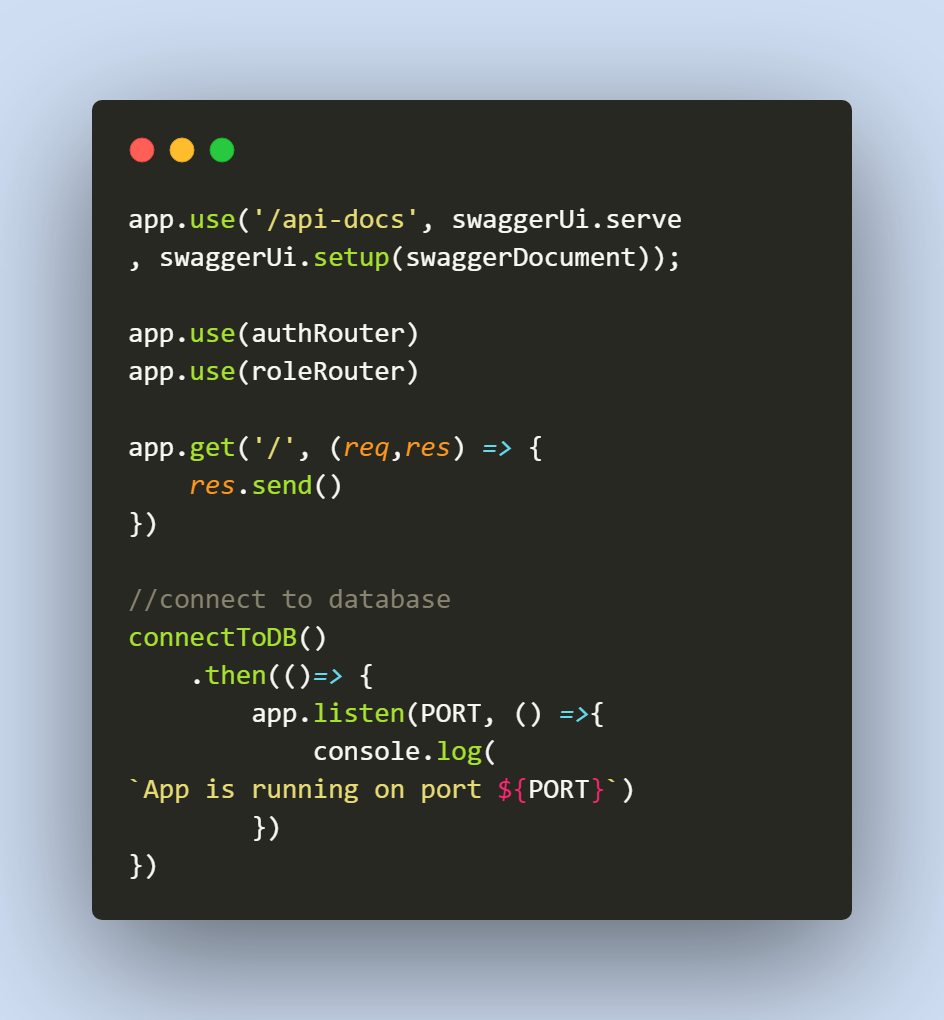 app.use('/api-docs', swaggerUi.serve
, swaggerUi.setup(swaggerDocument));

app.use(authRouter)
app.use(roleRouter)

app.get('/', (req,res) => {
    res.send()
})

//connect to database
connectToDB()
    .then(()=> {
        app.listen(PORT, () =>{
            console.log(
`App is running on port ${PORT}`)
        })
})